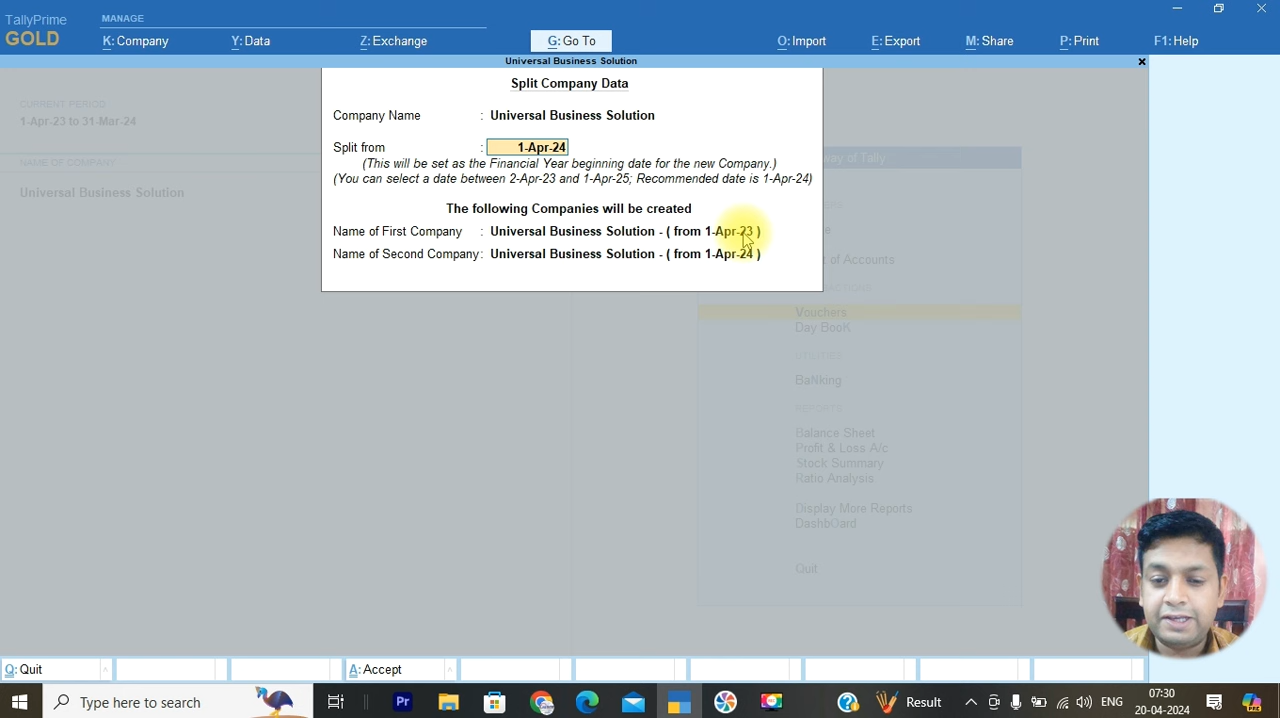 TallyPrime
GOLD
MANAGE
K: Company
Y: Data
Z: Exchange
G: Go To
O: Import
E: Export
M: Share
P: Print
F1: Help
Universal Business Solution
CURRENT PERIOD
1-Apr-23 to 31-Mar-24
NAME OF COMPANY
Universal Business Solution
Split Company Data
Company Name : Universal Business Solution
Split from : 1-Apr-24
(This will be set as the Financial Year beginning date for the new Company.)
(You can select a date between 2-Apr-23 and 1-Apr-25; Recommended date is 1-Apr-24)
The following Companies will be created
Name of First Company : Universal Business Solution - ( from 1-Apr-23 )
Name of Second Company : Universal Business Solution - ( from 1-Apr-24 )
of Tally
of Accounts
Vouchers
Day BooK
UTILITIES
BaNking
REPORTS
Balance Sheet
Profit & Loss A/c
Stock Summary
Ratio Analysis
Display More Reports
DashbOard
Quit
Q: Quit
A: Accept
Type here to search
Pr
Result
ENG
07:30
20-04-2024